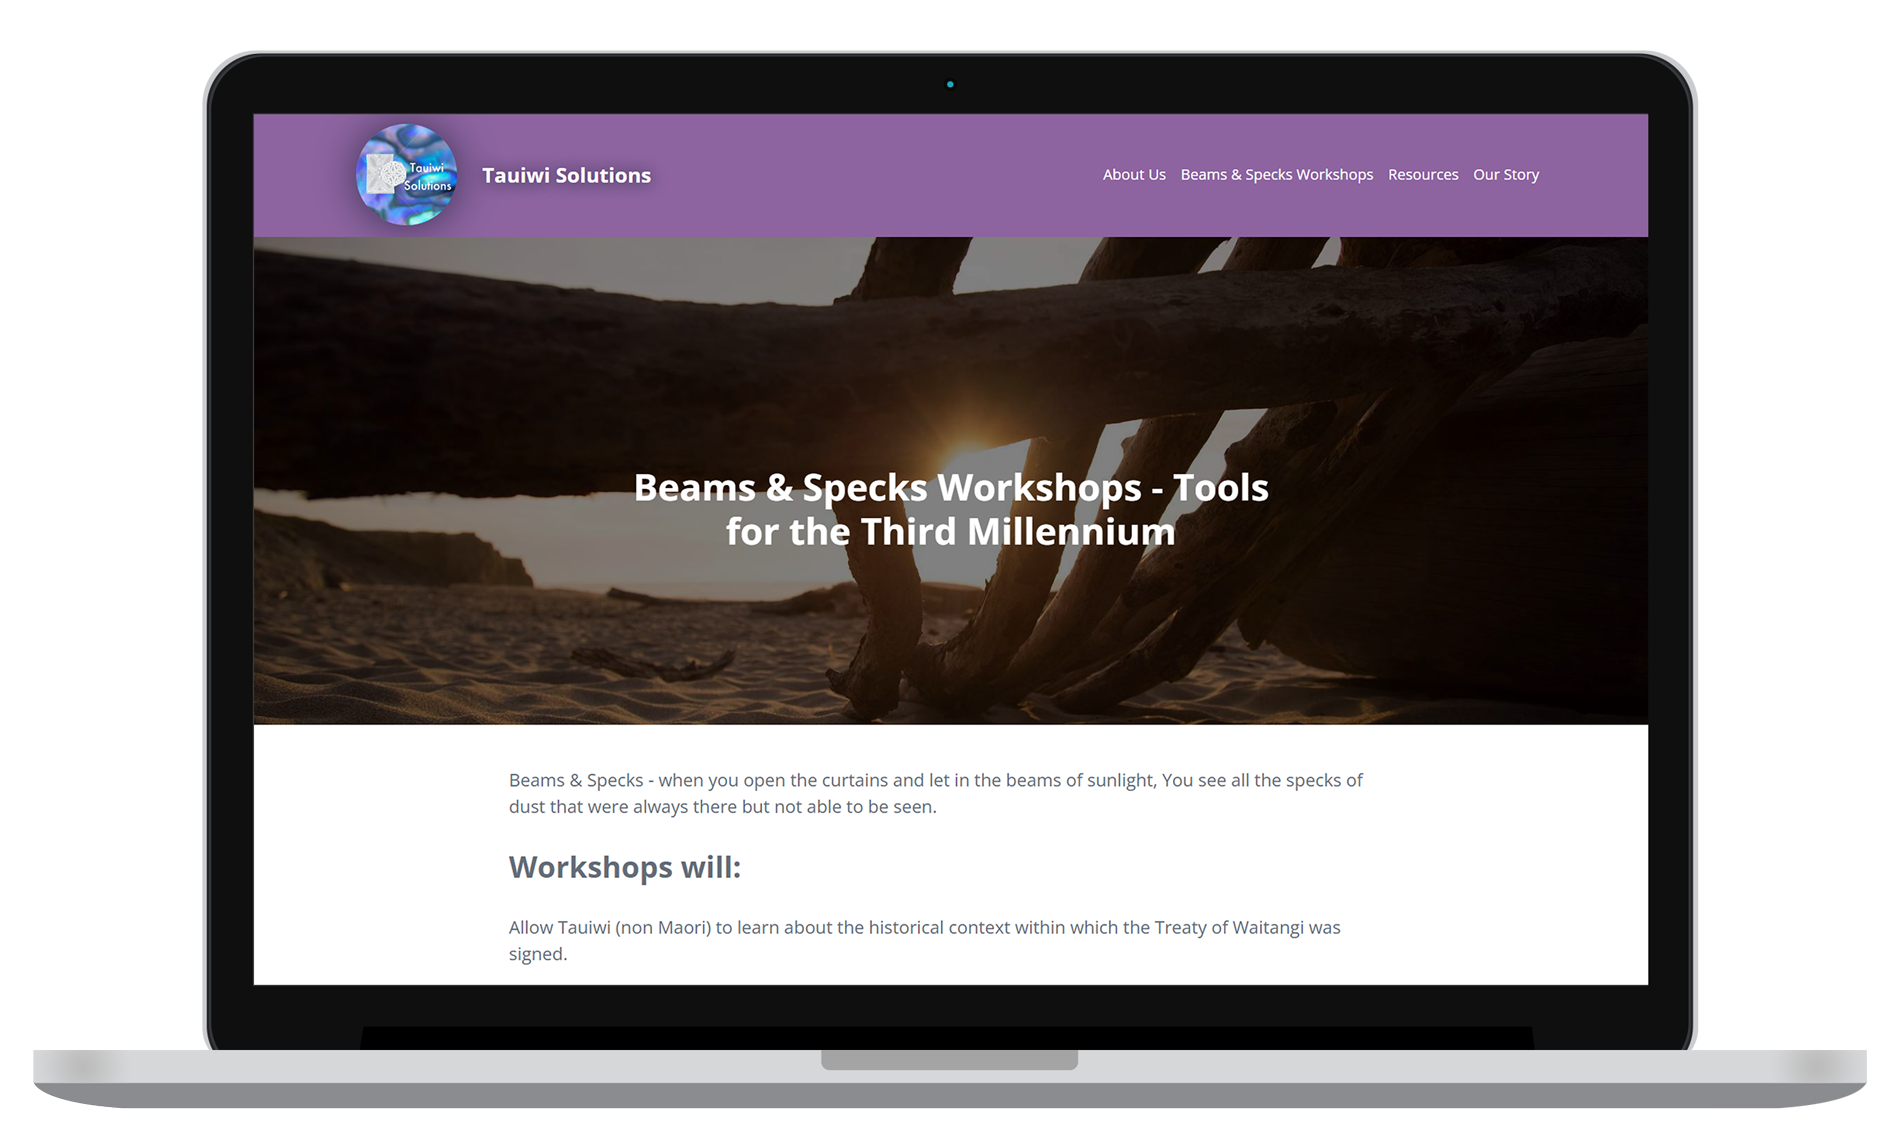 Tauiwi
Solutions
Tauiwi Solutions
About Us Beams & Specks Workshops Resources Our Story
Beams & Specks Workshops - Tools
for the Third Millennium
Beams & Specks - when you open the curtains and let in the beams of sunlight, You see all the specks of
dust that were always there but not able to be seen.
Workshops will:
Allow Tauiwi (non Maori) to learn about the historical context within which the Treaty of Waitangi was
signed.